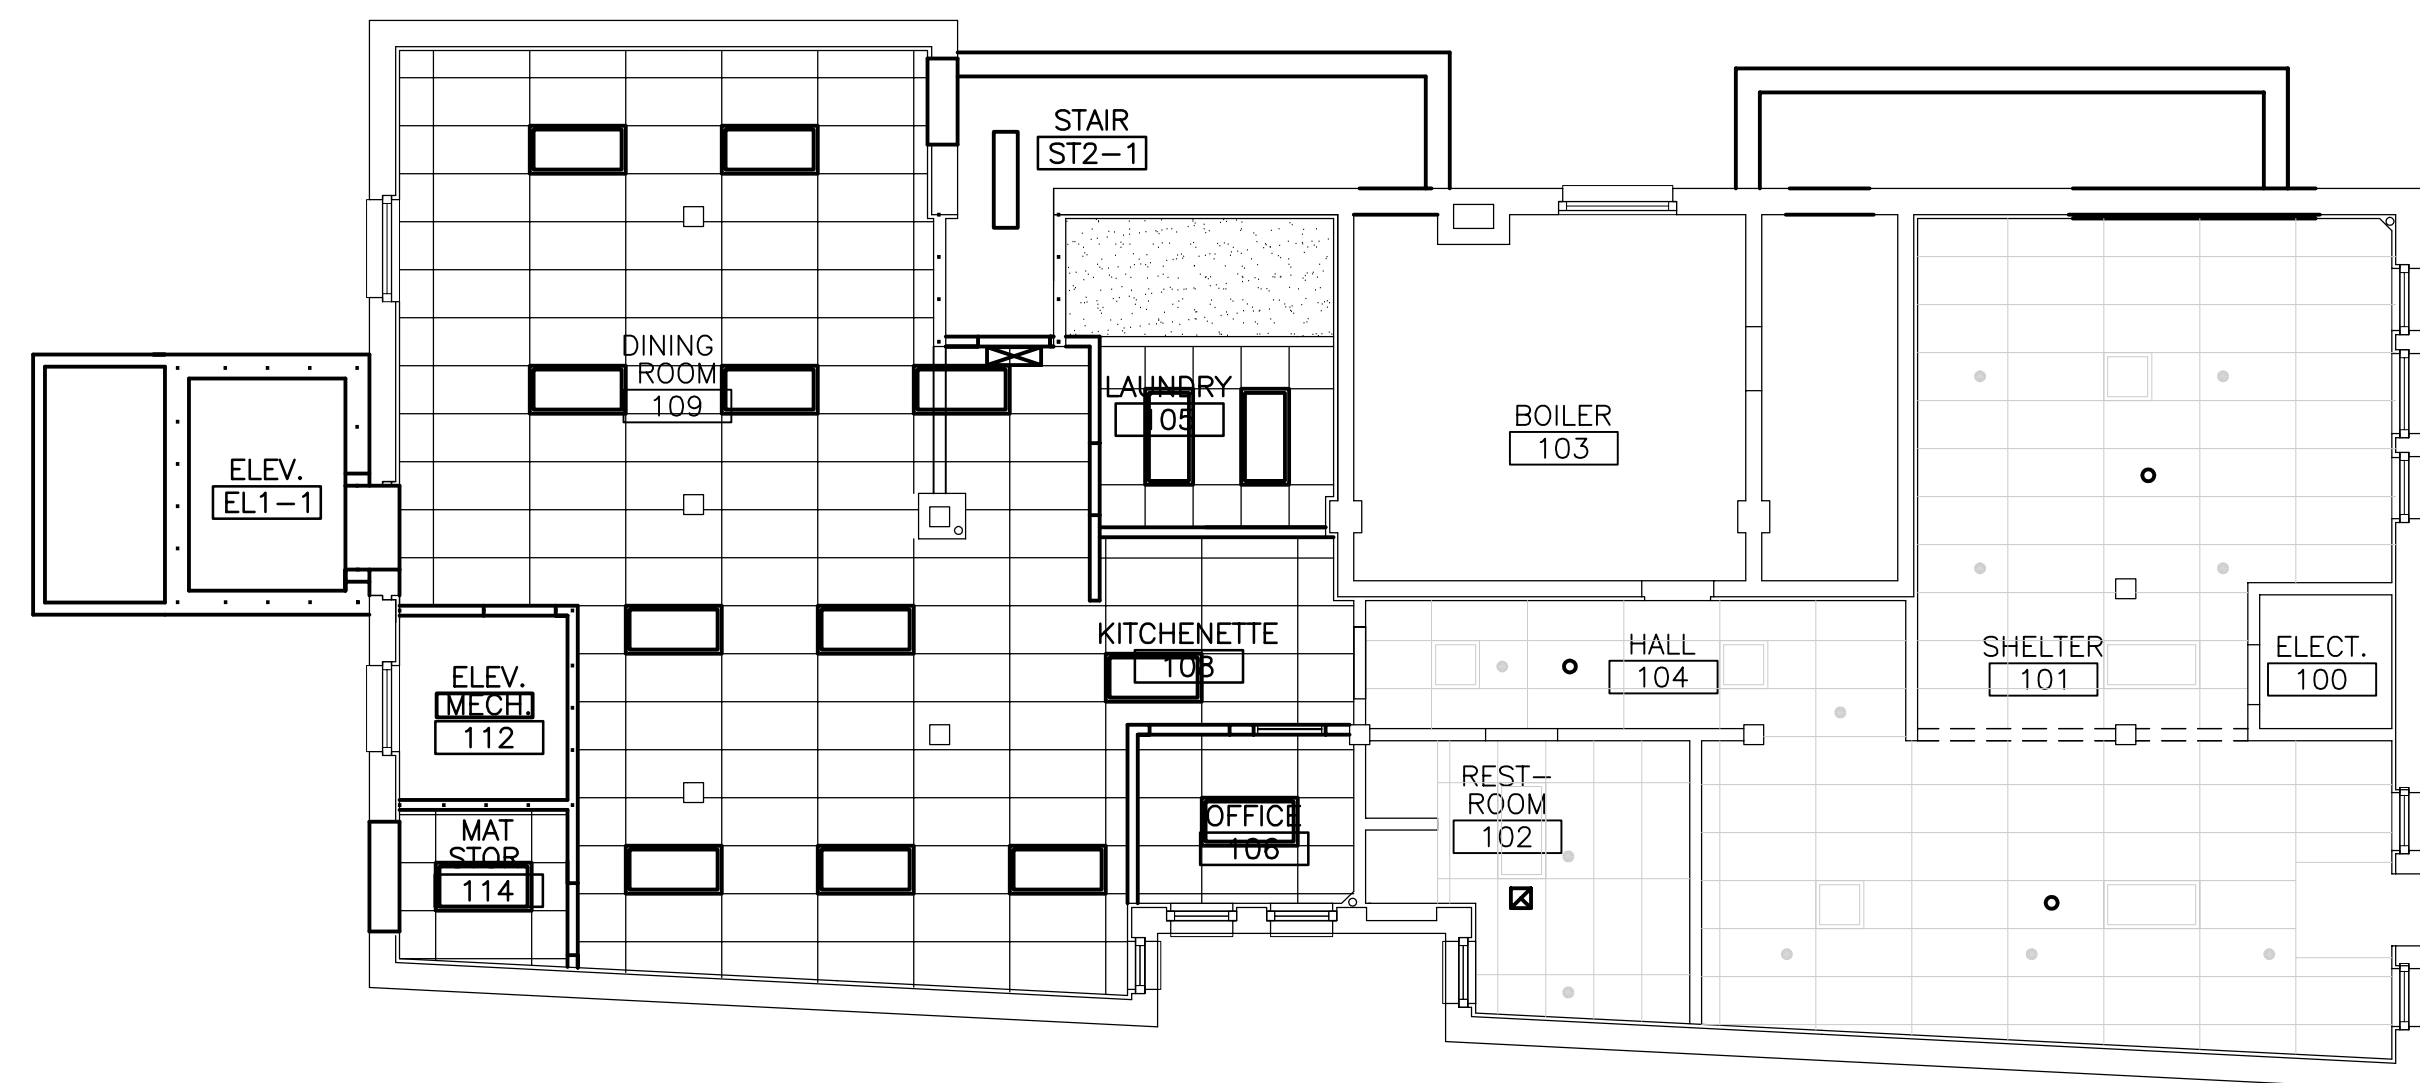 STAIR
ST2-1
DINING
ROOM
109
LAUNDRY
105
BOILER
103
ELEV.
EL1-1
KITCHENETTE
108
HALL
104
SHELTER
101
ELECT.
100
ELEV.
MECH.
112
MAT
STOR.
114
OFFICE
106
REST-
ROOM
102